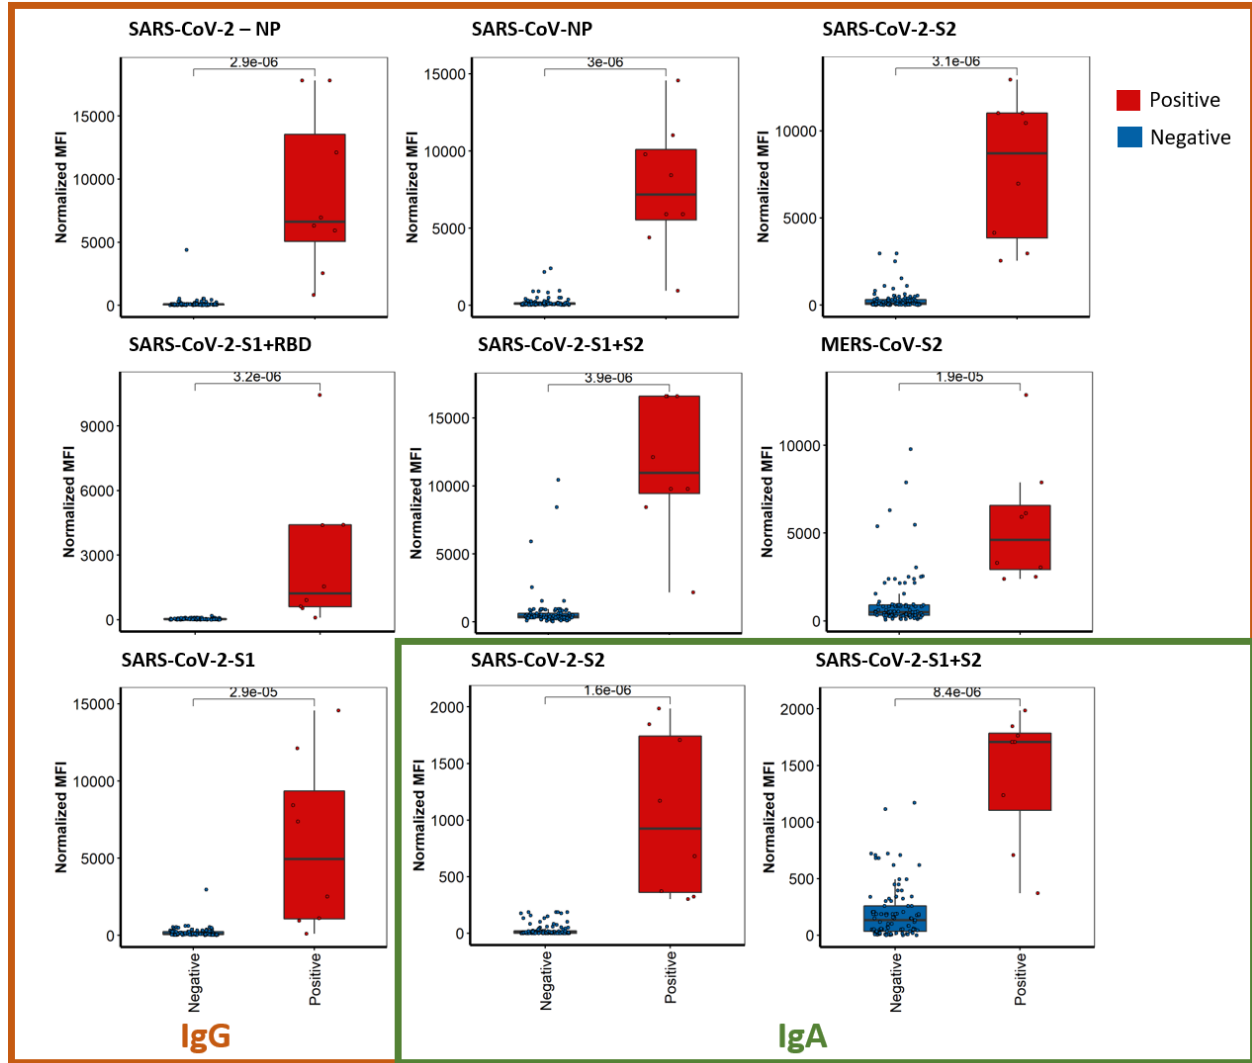 SARS-CoV-2 – NP
SARS-CoV-NP
SARS-CoV-2-S2
2.9e-06
3e-06
3.1e-06
Normalized MFI
15000
10000
5000
0
Normalized MFI
15000
10000
5000
0
Normalized MFI
10000
5000
0
Positive
Negative
SARS-CoV-2-S1+RBD
SARS-CoV-2-S1+S2
MERS-CoV-S2
3.2e-06
3.9e-06
1.9e-05
Normalized MFI
9000
6000
3000
0
Normalized MFI
15000
10000
5000
0
Normalized MFI
10000
5000
0
SARS-CoV-2-S1
SARS-CoV-2-S2
SARS-CoV-2-S1+S2
2.9e-05
1.6e-06
8.4e-06
Normalized MFI
15000
10000
5000
0
Normalized MFI
2000
1500
1000
500
0
Normalized MFI
2000
1500
1000
500
0
Negative
Positive
Negative
Positive
Negative
Positive
IgG
IgA